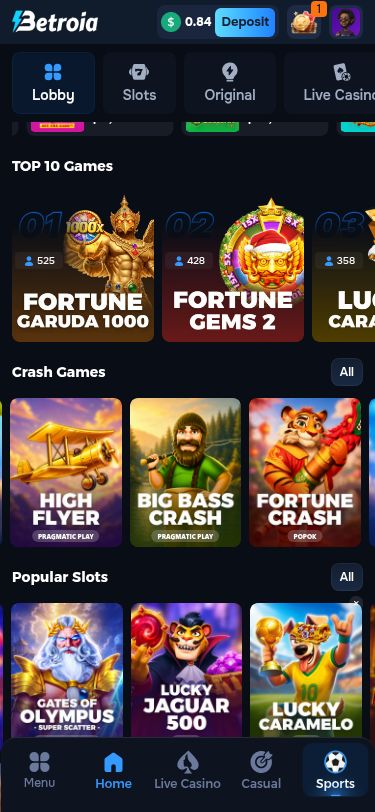 Betroia
$ 0.84 Deposit
1
Lobby
Slots
Original
Live Casino
TOP 10 Games
01
525
1000x
FORTUNE
GARUDA 1000
02
428
15X
FORTUNE
GEMS 2
03
358
Crash Games
All
HIGH
FLYER
PRAGMATIC PLAY
BIG BASS
CRASH
PRAGMATIC PLAY
FORTUNE
CRASH
POPOK
Popular Slots
All
GATES OF
OLYMPUS
- SUPER SCATTER -
LUCKY
JAGUAR
500
10
LUCKY
CARAMELO
Menu
Home
Live Casino
Casual
Sports